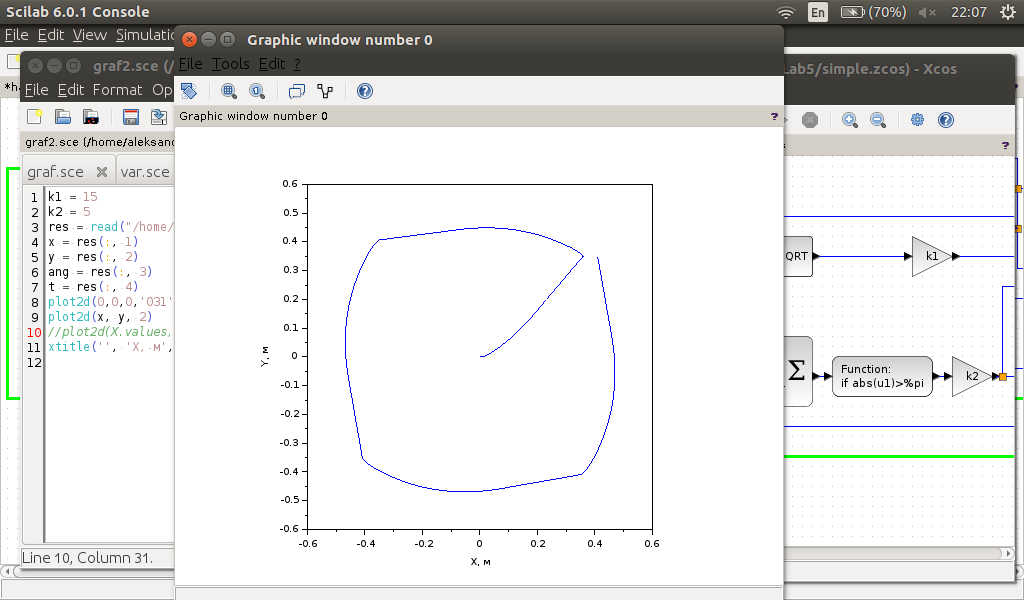 Scilab 6.0.1 Console
En
(70%)
22:07
File Edit View Simulatio
Graphic window number 0
graf2.sce (/
Lab5/simple.zcos) - Xcos
File Tools Edit ?
File Edit Format Op
Graphic window number 0
?
graf2.sce (/home/aleksand
?
graf.sce
var.sce
1 k1 = 15
2 k2 = 5
3 res = read("/home/
4 x = res(:, 1)
5 y = res(:, 2)
6 ang = res(:, 3)
7 t = res(:, 4)
8 plot2d(0,0,0,'031'
9 plot2d(x, y, 2)
10 //plot2d(X.values,
11 xtitle('', 'X, м',
12
0.6
0.5
0.4
0.3
0.2
0.1
0
-0.1
-0.2
-0.3
-0.4
-0.5
-0.6
Y, м
-0.6 -0.4 -0.2 0 0.2 0.4 0.6
X, м
QRT
k1
Σ
Function:
if abs(u1)>%pi
k2
Line 10, Column 31.